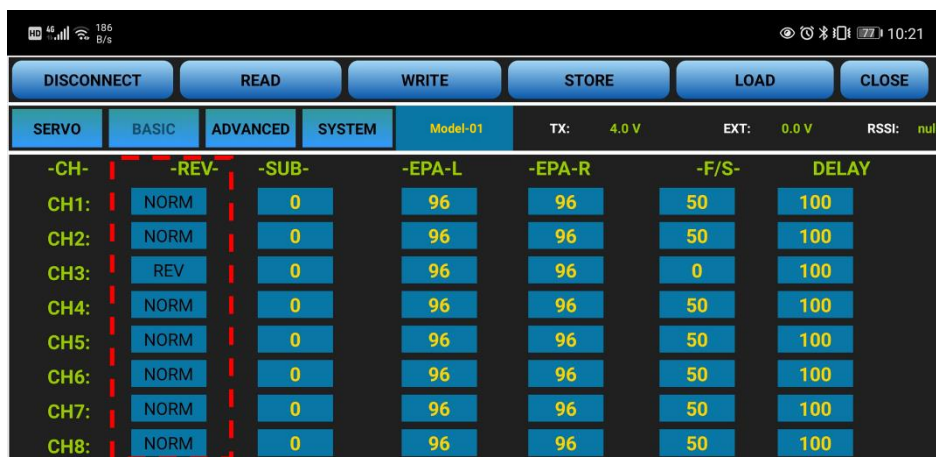 HD 4G 186 B/s 77 10:21
DISCONNECT READ WRITE STORE LOAD CLOSE
SERVO BASIC ADVANCED SYSTEM Model-01 TX: 4.0 V EXT: 0.0 V RSSI: nul
-CH- -REV- -SUB- -EPA-L -EPA-R -F/S- DELAY
CH1: NORM 0 96 96 50 100
CH2: NORM 0 96 96 50 100
CH3: REV 0 96 96 0 100
CH4: NORM 0 96 96 50 100
CH5: NORM 0 96 96 50 100
CH6: NORM 0 96 96 50 100
CH7: NORM 0 96 96 50 100
CH8: NORM 0 96 96 50 100